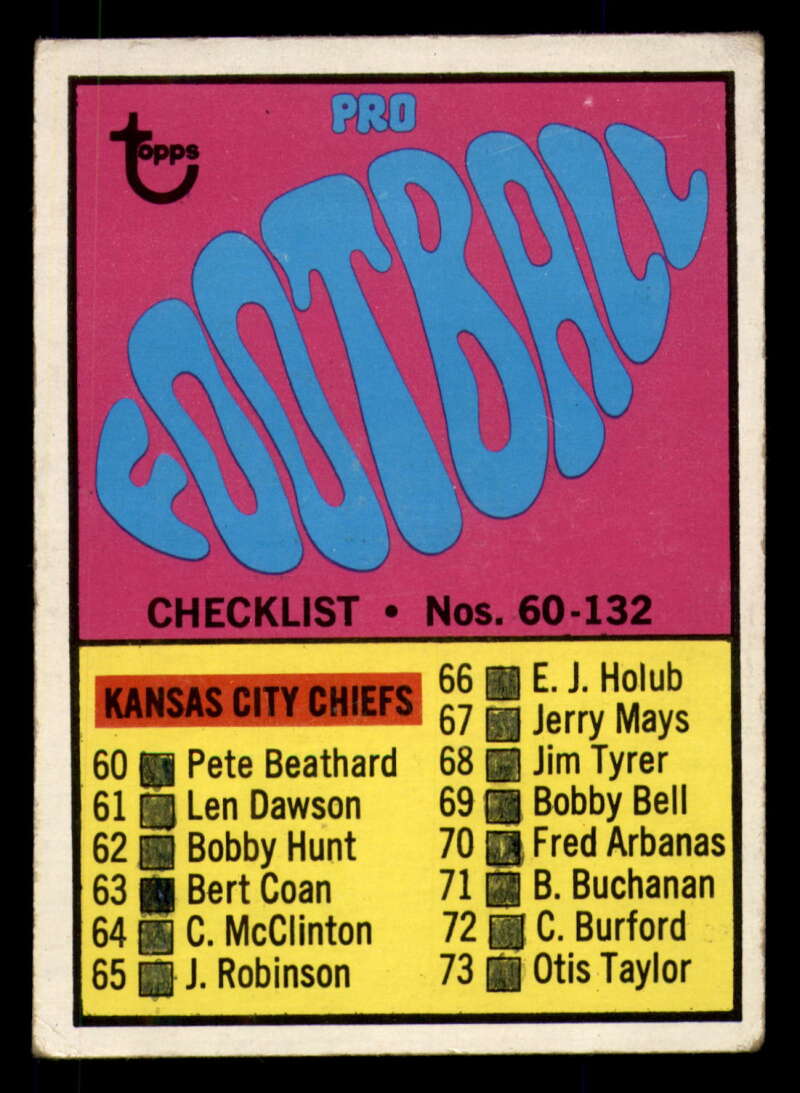 PRO
topps
FOOTBALL
CHECKLIST • Nos. 60-132
KANSAS CITY CHIEFS
60 Pete Beathard
61 Len Dawson
62 Bobby Hunt
63 Bert Coan
64 C. McClinton
65 J. Robinson
66 E. J. Holub
67 Jerry Mays
68 Jim Tyrer
69 Bobby Bell
70 Fred Arbanas
71 B. Buchanan
72 C. Burford
73 Otis Taylor